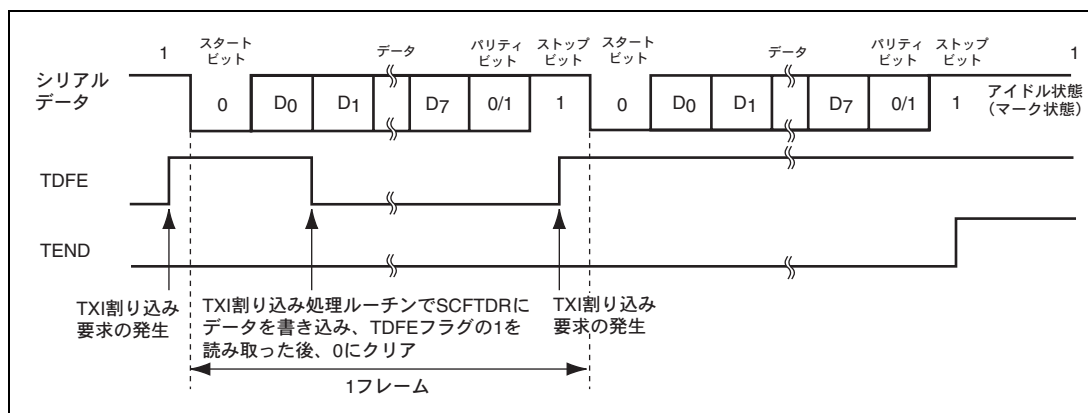 1
スタート
ビット
データ
パリティ
ビット
ストップ
ビット
スタート
ビット
データ
パリティ
ビット
ストップ
ビット
1
シリアル
データ
0
D0
D1
D7
0/1
1
0
D0
D1
D7
0/1
1
アイドル状態
(マーク状態)
TDFE
TEND
TXI割り込み
要求の発生
TXI割り込み処理ルーチンでSCFTDRに
データを書き込み、TDFEフラグの1を
読み取った後、0にクリア
TXI割り込み
要求の発生
1フレーム